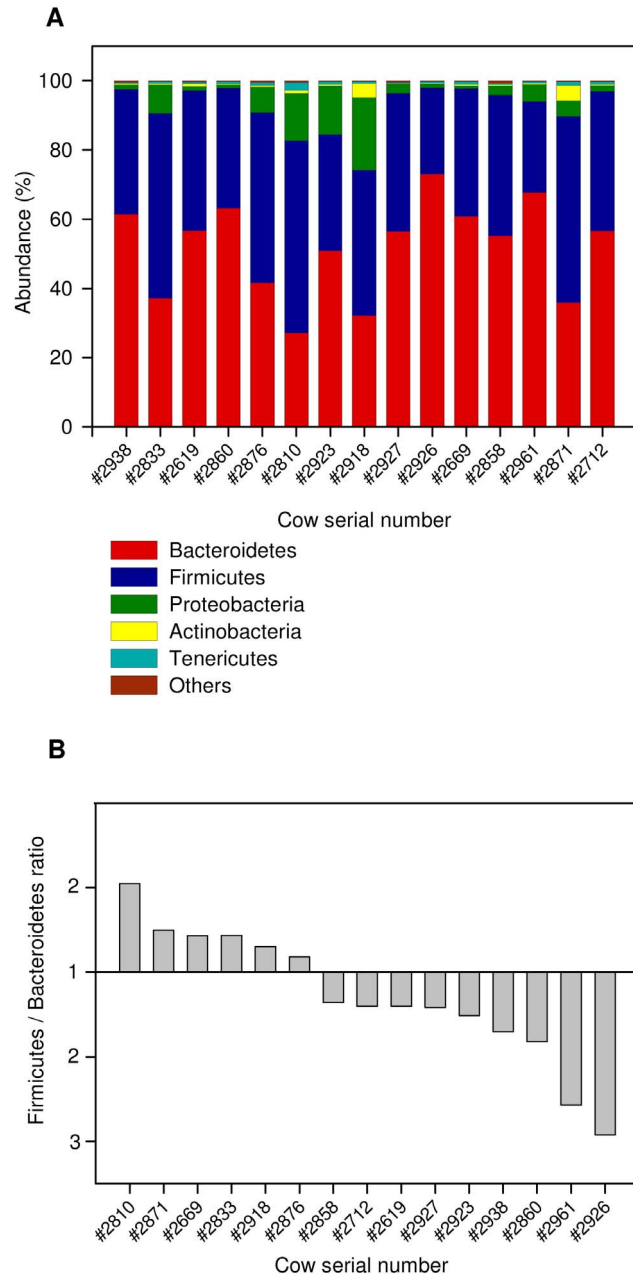 A
100
80
60
40
20
0
Abundance (%)
#2938 #2833 #2619 #2860 #2876 #2810 #2923 #2918 #2927 #2926 #2669 #2858 #2961 #2871 #2712
Cow serial number
Bacteroidetes
Firmicutes
Proteobacteria
Actinobacteria
Tenericutes
Others
B
2
1
2
3
Firmicutes / Bacteroidetes ratio
#2810 #2871 #2669 #2833 #2918 #2876 #2858 #2712 #2619 #2927 #2923 #2938 #2860 #2961 #2926
Cow serial number